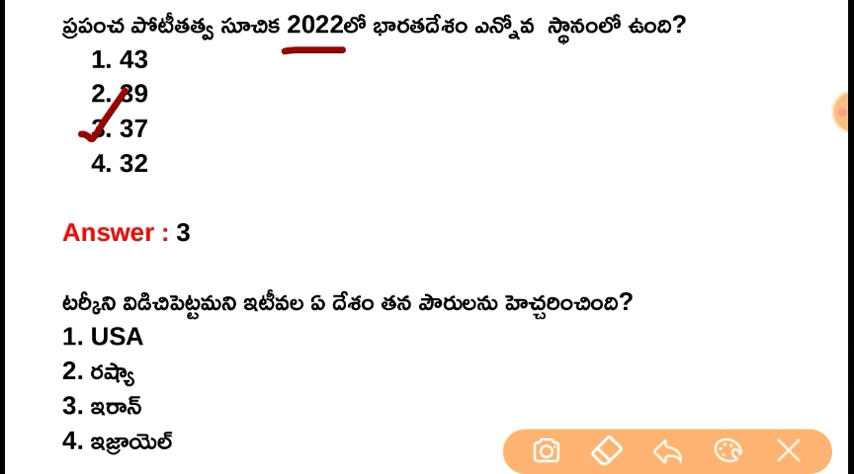 ప్రపంచ పోటీతత్వ సూచిక 2022లో భారతదేశం ఎన్నోవ స్థానంలో ఉంది?
1. 43
2. 39
3. 37
4. 32
Answer : 3
టర్కీని విడిచిపెట్టమని ఇటీవల ఏ దేశం తన పౌరులను హెచ్చరించింది?
1. USA
2. రష్యా
3. ఇరాన్
4. ఇజ్రాయెల్